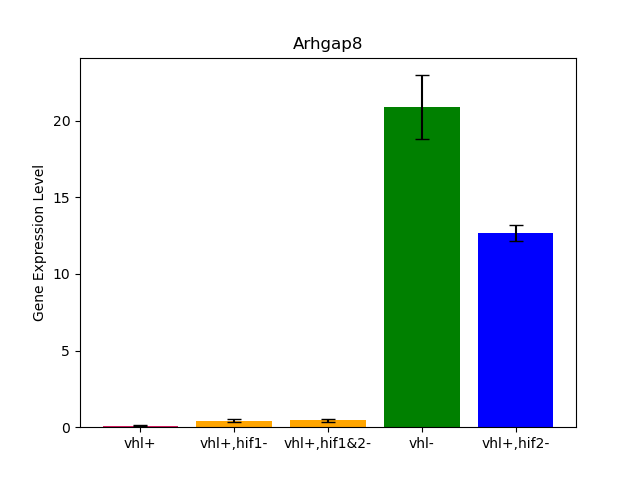 Arhgap8
Gene Expression Level
20
15
10
5
0
vhl+
vhl+,hif1-
vhl+,hif1&2-
vhl-
vhl+,hif2-